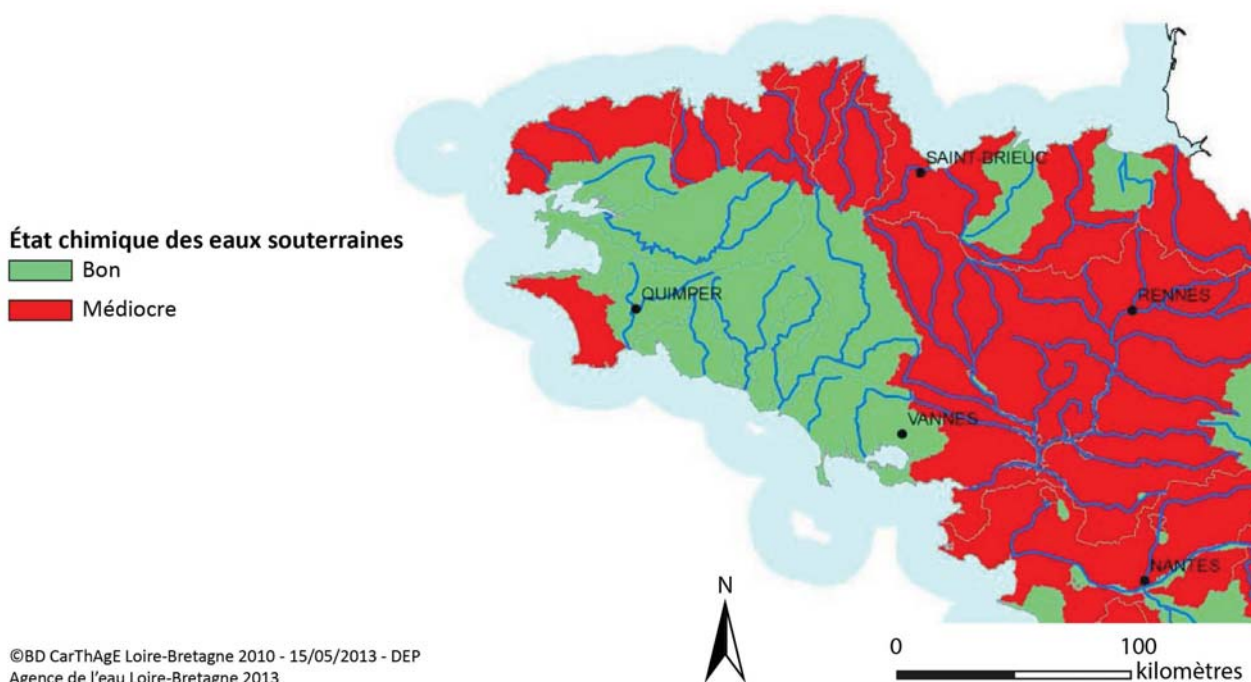 État chimique des eaux souterraines
Bon
Médiocre
SAINT-BRIEUC
QUIMPER
RENNES
VANNES
NANTES
N
0 100
kilomètres
©BD CarThAgE Loire-Bretagne 2010 - 15/05/2013 - DEP
Agence de l'eau Loire-Bretagne 2013